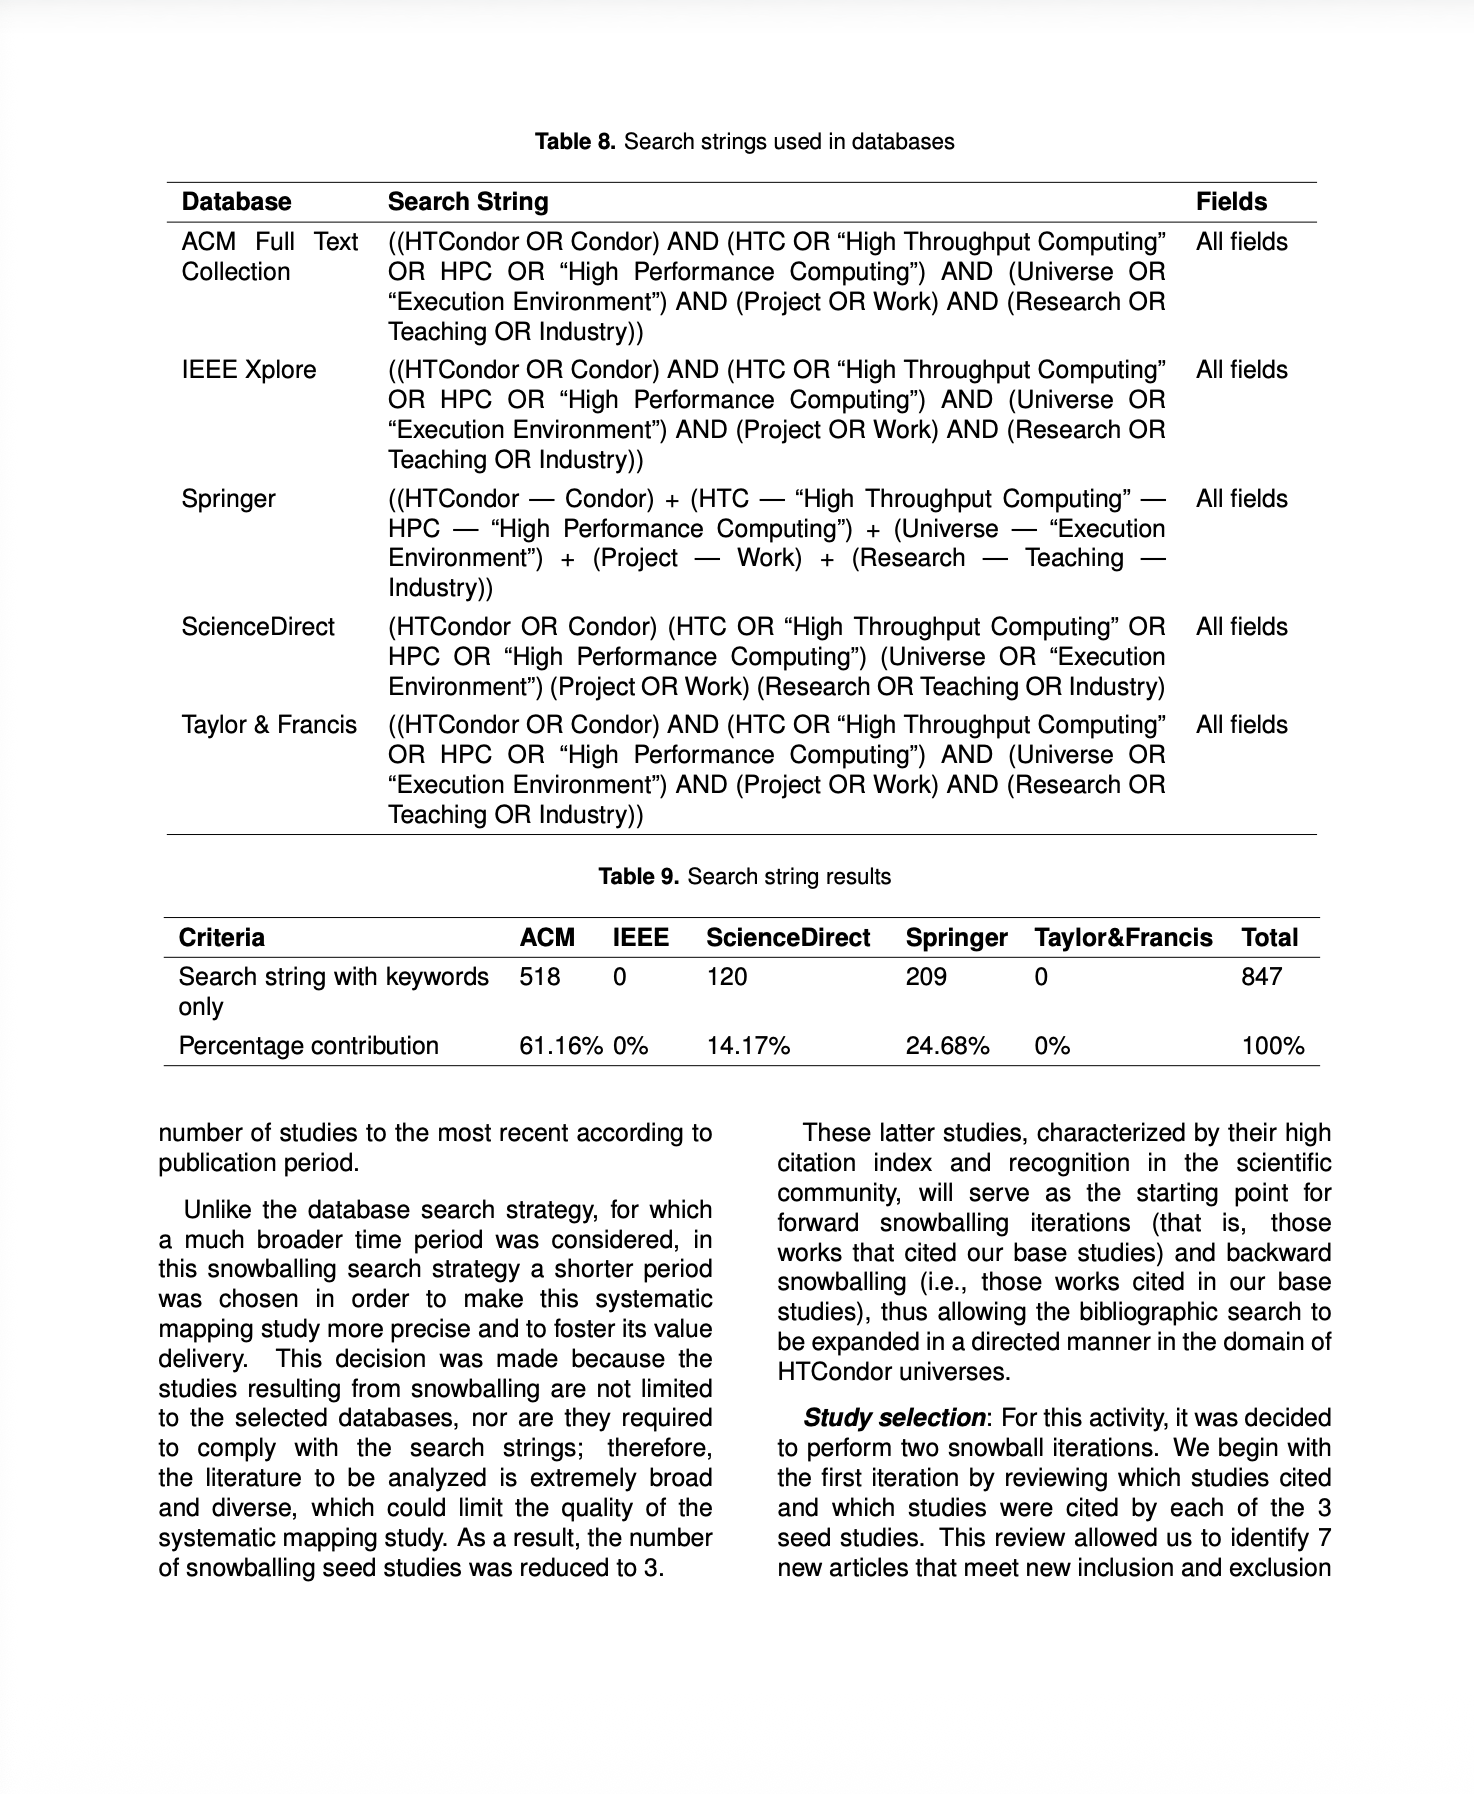 Table 8. Search strings used in databases
Database Search String Fields
ACM Full Text Collection
((HTCondor OR Condor) AND (HTC OR “High Throughput Computing”
OR HPC OR “High Performance Computing”) AND (Universe OR
“Execution Environment”) AND (Project OR Work) AND (Research OR
Teaching OR Industry))
All fields
IEEE Xplore
((HTCondor OR Condor) AND (HTC OR “High Throughput Computing”
OR HPC OR “High Performance Computing”) AND (Universe OR
“Execution Environment”) AND (Project OR Work) AND (Research OR
Teaching OR Industry))
All fields
Springer
((HTCondor — Condor) + (HTC — “High Throughput Computing” —
HPC — “High Performance Computing”) + (Universe — “Execution
Environment”) + (Project — Work) + (Research — Teaching —
Industry))
All fields
ScienceDirect
(HTCondor OR Condor) (HTC OR “High Throughput Computing” OR
HPC OR “High Performance Computing”) (Universe OR “Execution
Environment”) (Project OR Work) (Research OR Teaching OR Industry)
All fields
Taylor & Francis
((HTCondor OR Condor) AND (HTC OR “High Throughput Computing”
OR HPC OR “High Performance Computing”) AND (Universe OR
“Execution Environment”) AND (Project OR Work) AND (Research OR
Teaching OR Industry))
All fields
Table 9. Search string results
Criteria ACM IEEE ScienceDirect Springer Taylor&Francis Total
Search string with keywords 518 0 120 209 0 847
only
Percentage contribution 61.16% 0% 14.17% 24.68% 0% 100%
number of studies to the most recent according to
publication period.
Unlike the database search strategy, for which
a much broader time period was considered, in
this snowballing search strategy a shorter period
was chosen in order to make this systematic
mapping study more precise and to foster its value
delivery. This decision was made because the
studies resulting from snowballing are not limited
to the selected databases, nor are they required
to comply with the search strings; therefore,
the literature to be analyzed is extremely broad
and diverse, which could limit the quality of the
systematic mapping study. As a result, the number
of snowballing seed studies was reduced to 3.
These latter studies, characterized by their high
citation index and recognition in the scientific
community, will serve as the starting point for
forward snowballing iterations (that is, those
works that cited our base studies) and backward
snowballing (i.e., those works cited in our base
studies), thus allowing the bibliographic search to
be expanded in a directed manner in the domain of
HTCondor universes.
Study selection: For this activity, it was decided
to perform two snowball iterations. We begin with
the first iteration by reviewing which studies cited
and which studies were cited by each of the 3
seed studies. This review allowed us to identify 7
new articles that meet new inclusion and exclusion